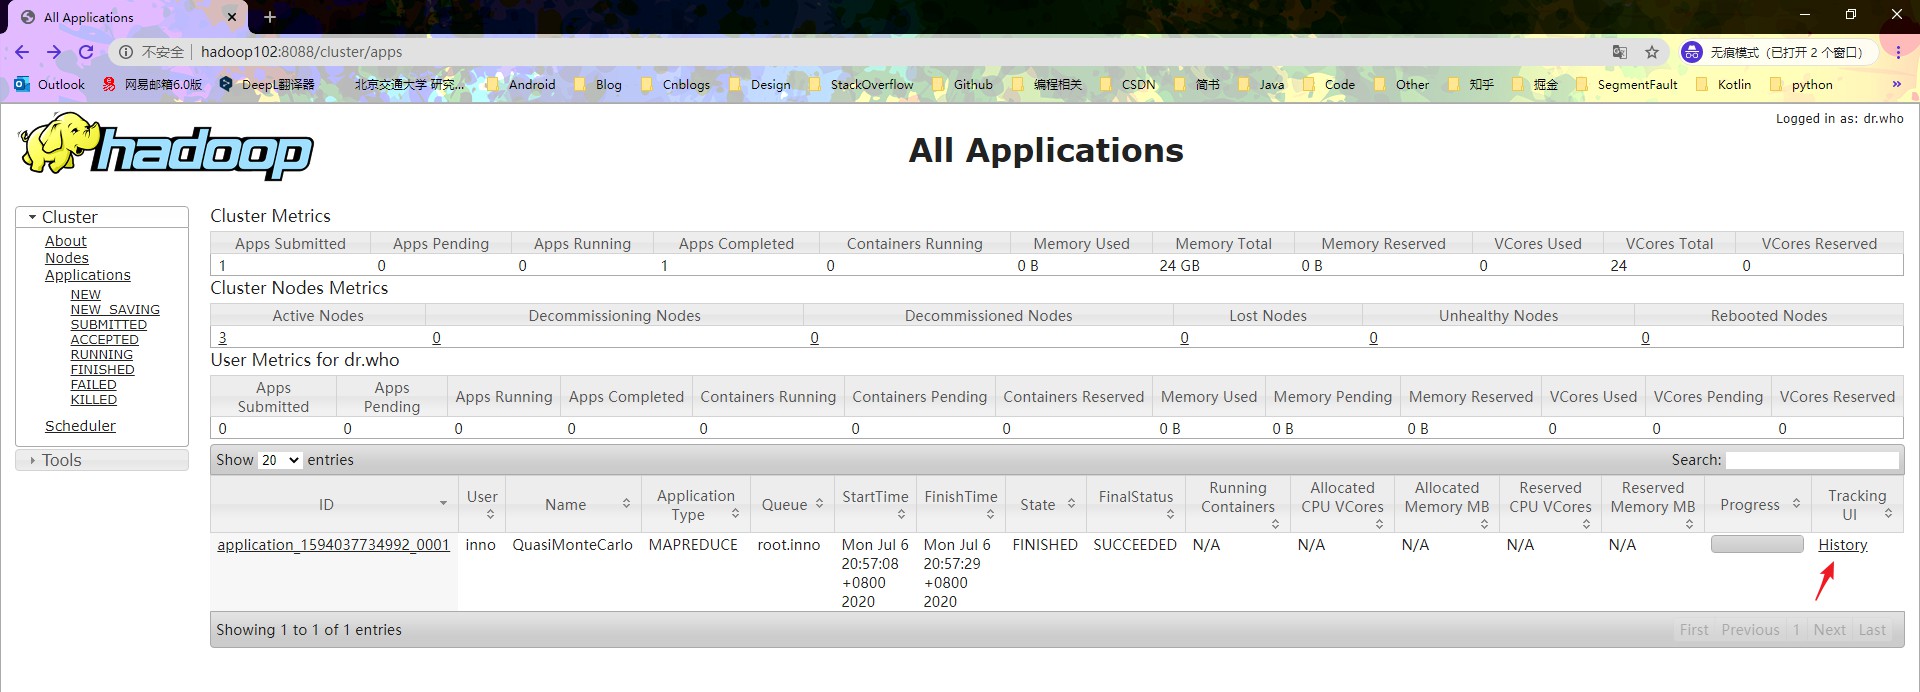 All Applications
不安全 | hadoop102:8088/cluster/apps
无痕模式（已打开 2 个窗口）
Outlook 网易邮箱6.0版 DeepL翻译器 北京交通大学 研究... Android Blog Cnblogs Design StackOverflow Github 编程相关 CSDN 简书 Java Code Other 知乎 掘金 SegmentFault Kotlin python »
Logged in as: dr.who
hadoop
All Applications
Cluster
About
Nodes
Applications
NEW
NEW_SAVING
SUBMITTED
ACCEPTED
RUNNING
FINISHED
FAILED
KILLED
Scheduler
Tools
Cluster Metrics
Apps Submitted Apps Pending Apps Running Apps Completed Containers Running Memory Used Memory Total Memory Reserved VCores Used VCores Total VCores Reserved
1 0 0 1 0 0 B 24 GB 0 B 0 24 0
Cluster Nodes Metrics
Active Nodes Decommissioning Nodes Decommissioned Nodes Lost Nodes Unhealthy Nodes Rebooted Nodes
3 0 0 0 0 0
User Metrics for dr.who
Apps Submitted Apps Pending Apps Running Apps Completed Containers Running Containers Pending Containers Reserved Memory Used Memory Pending Memory Reserved VCores Used VCores Pending VCores Reserved
0 0 0 0 0 0 0 0 B 0 B 0 B 0 0 0
Show 20 entries Search:
ID User Name Application Type Queue StartTime FinishTime State FinalStatus Running Containers Allocated CPU VCores Allocated Memory MB Reserved CPU VCores Reserved Memory MB Progress Tracking UI
application_1594037734992_0001 inno QuasiMonteCarlo MAPREDUCE root.inno Mon Jul 6 20:57:08 +0800 2020 Mon Jul 6 20:57:29 +0800 2020 FINISHED SUCCEEDED N/A N/A N/A N/A N/A History
Showing 1 to 1 of 1 entries First Previous 1 Next Last